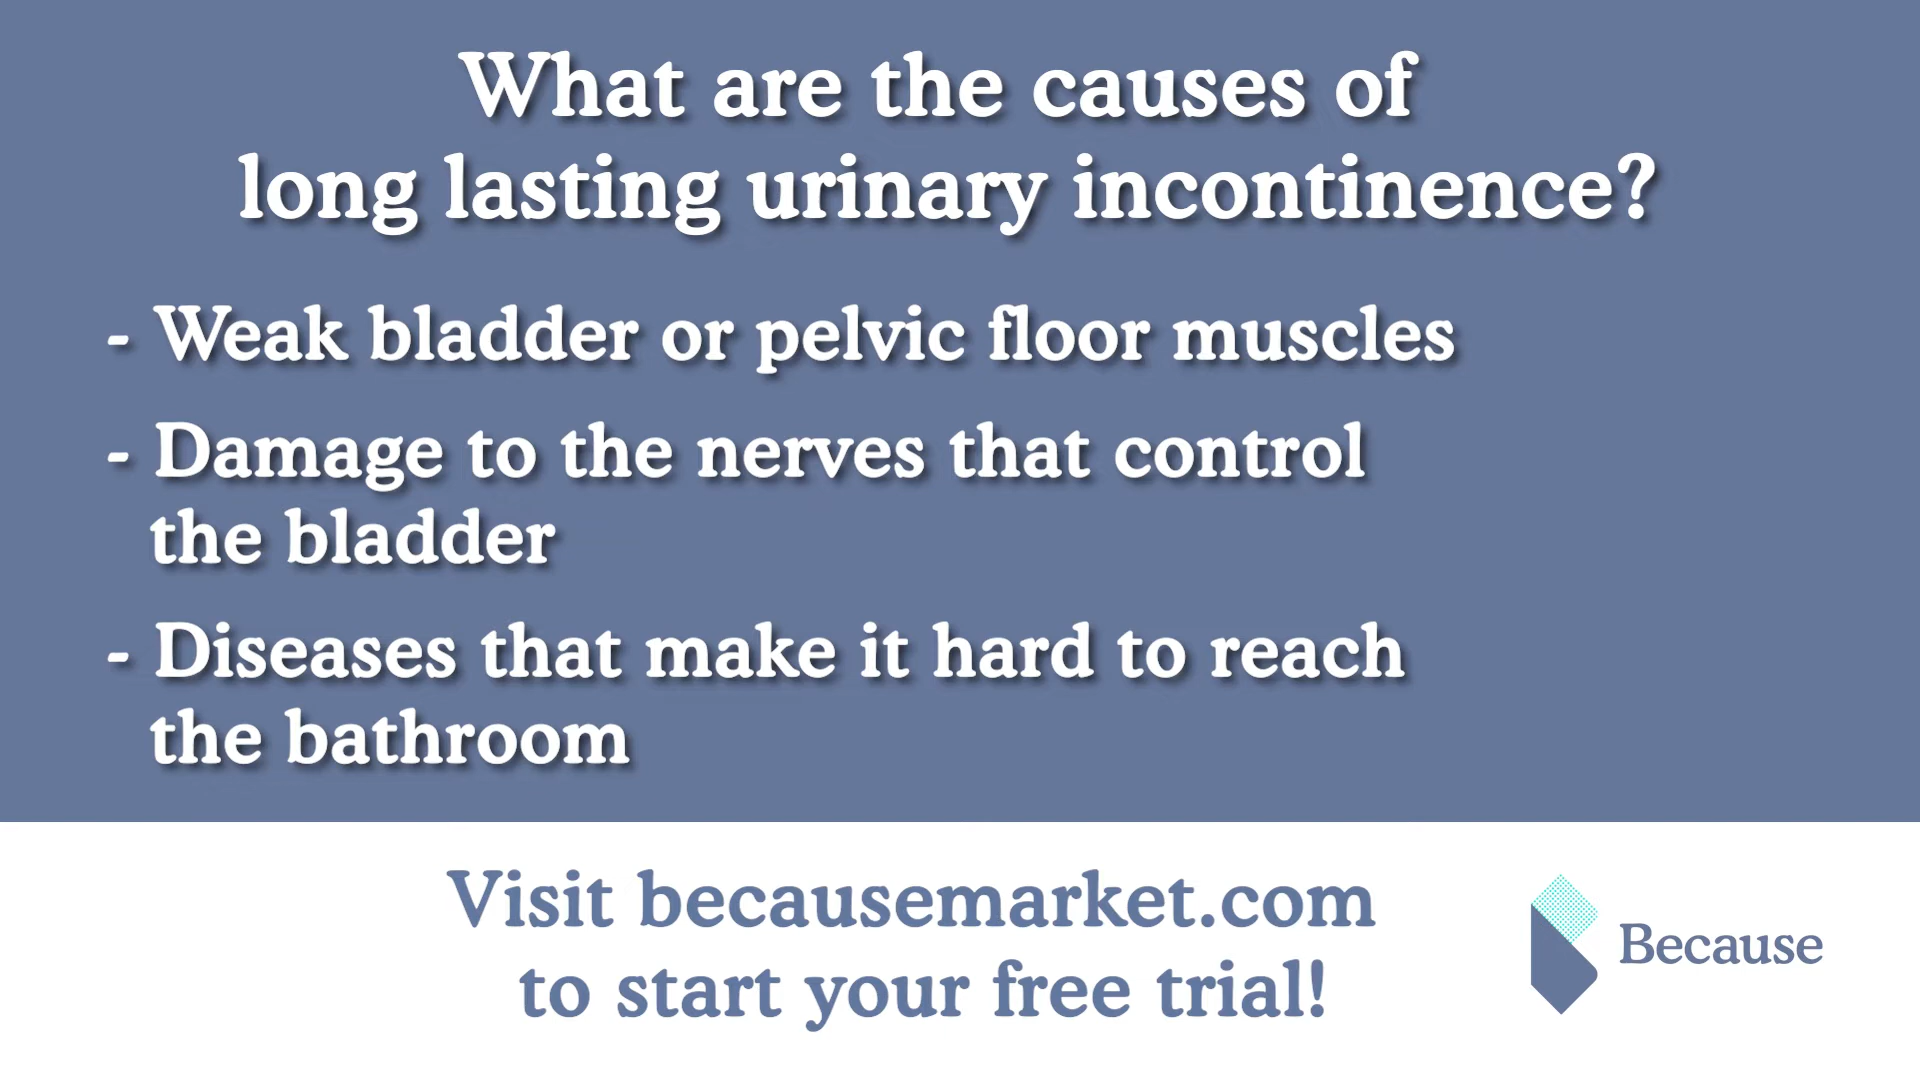 What are the causes of
long lasting urinary incontinence?
- Weak bladder or pelvic floor muscles
- Damage to the nerves that control
the bladder
- Diseases that make it hard to reach
the bathroom
Visit becausemarket.com
to start your free trial!
Because